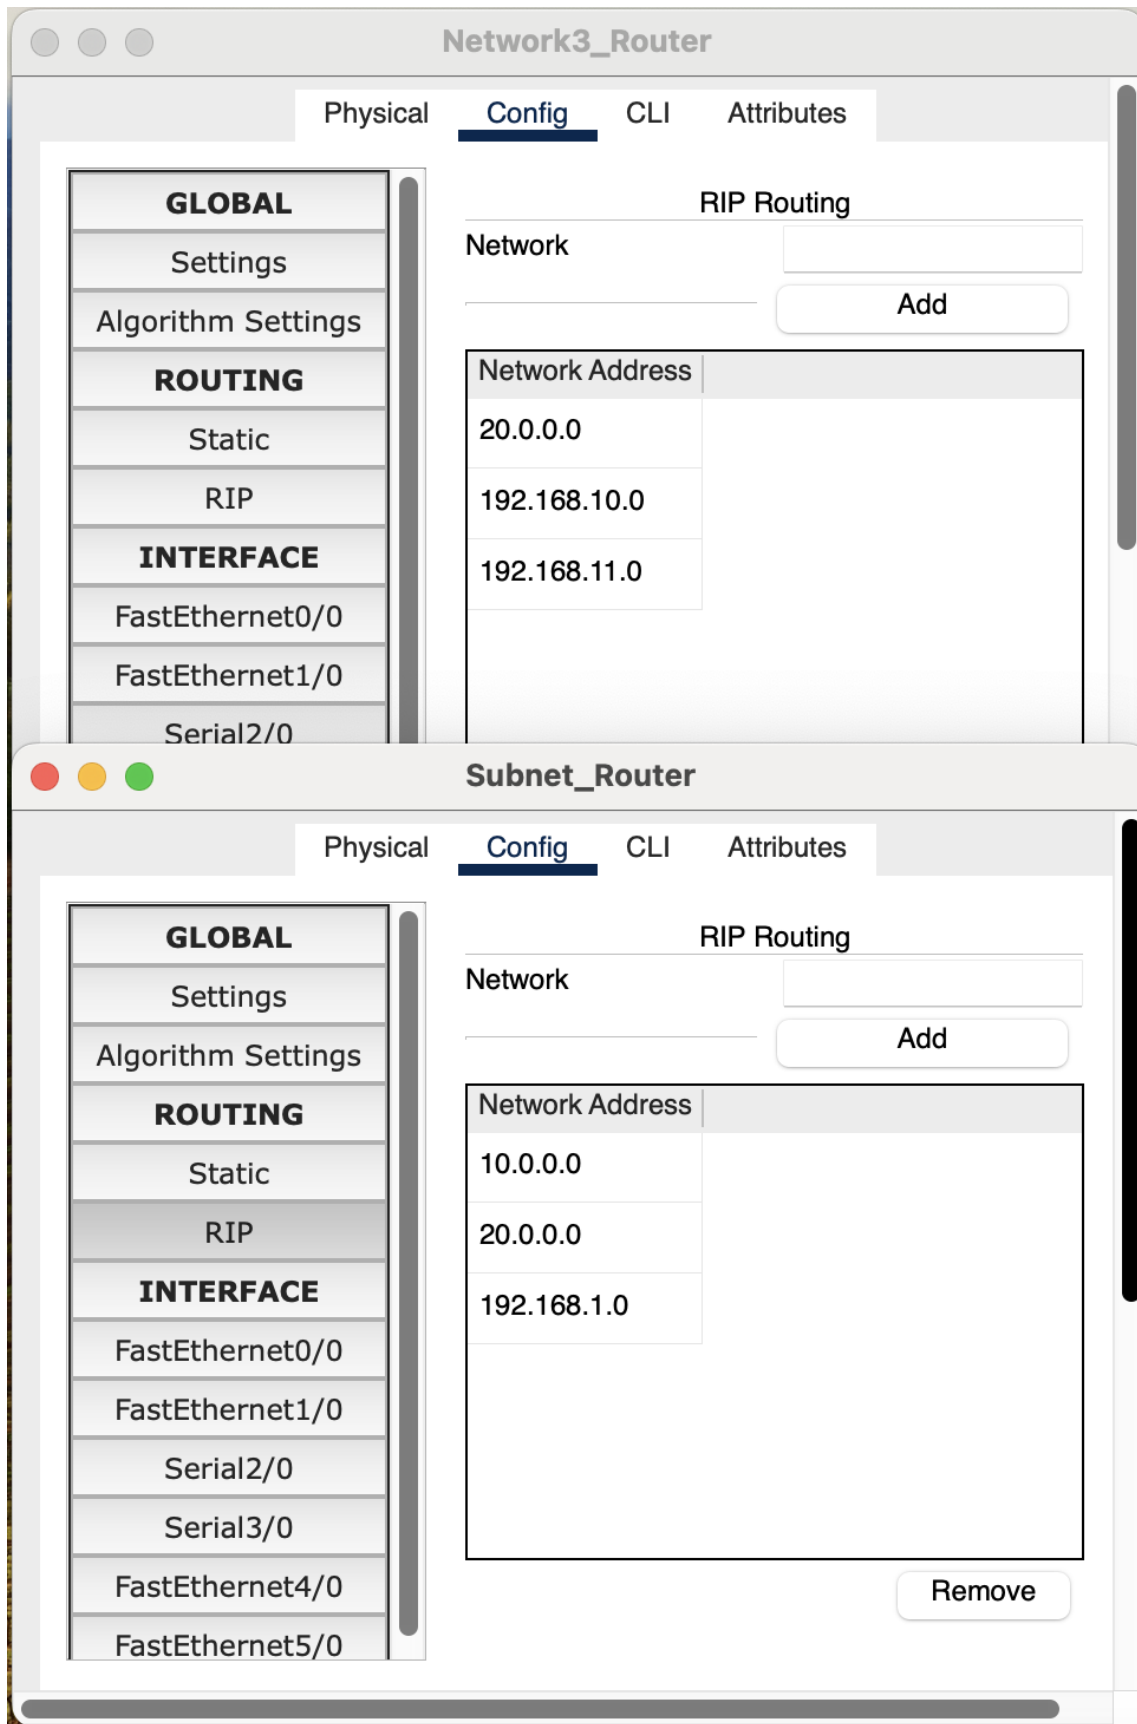 Network3_Router
Physical Config CLI Attributes
GLOBAL
Settings
Algorithm Settings
ROUTING
Static
RIP
INTERFACE
FastEthernet0/0
FastEthernet1/0
Serial2/0
RIP Routing
Network
Add
Network Address
20.0.0.0
192.168.10.0
192.168.11.0
Subnet_Router
Physical Config CLI Attributes
GLOBAL
Settings
Algorithm Settings
ROUTING
Static
RIP
INTERFACE
FastEthernet0/0
FastEthernet1/0
Serial2/0
Serial3/0
FastEthernet4/0
FastEthernet5/0
RIP Routing
Network
Add
Network Address
10.0.0.0
20.0.0.0
192.168.1.0
Remove